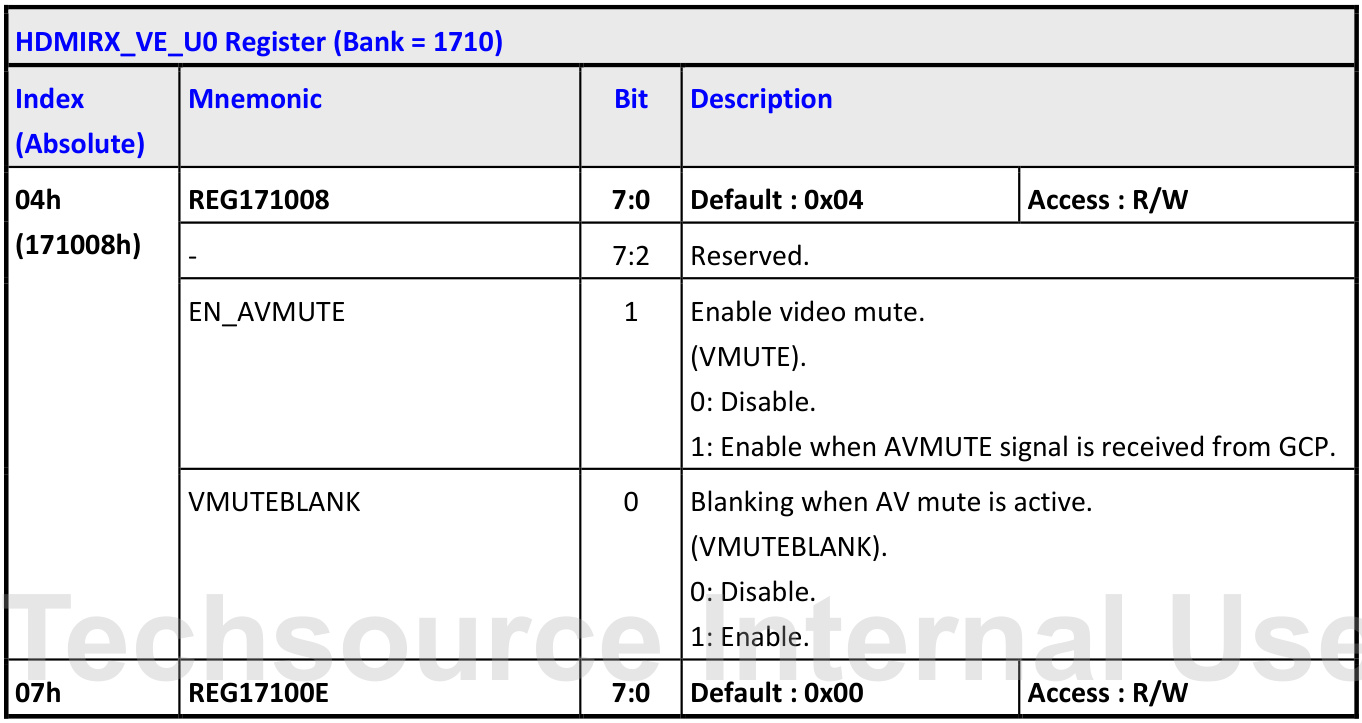 HDMIRX_VE_U0 Register (Bank = 1710)
Index (Absolute) Mnemonic Bit Description
04h (171008h) REG171008 7:0 Default : 0x04 Access : R/W
- 7:2 Reserved.
EN_AVMUTE 1 Enable video mute.
(VMUTE).
0: Disable.
1: Enable when AVMUTE signal is received from GCP.
VMUTEBLANK 0 Blanking when AV mute is active.
(VMUTEBLANK).
0: Disable.
1: Enable.
Techsource Internal Use
07h REG17100E 7:0 Default : 0x00 Access : R/W